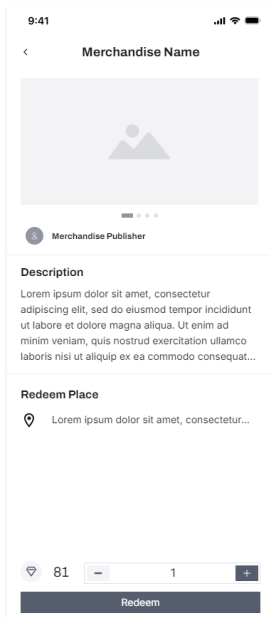 9:41
Merchandise Name
Merchandise Publisher
Description
Lorem ipsum dolor sit amet, consectetur
adipiscing elit, sed do eiusmod tempor incididunt
ut labore et dolore magna aliqua. Ut enim ad
minim veniam, quis nostrud exercitation ullamco
laboris nisi ut aliquip ex ea commodo consequat...
Redeem Place
Lorem ipsum dolor sit amet, consectetur...
81 − 1 +
Redeem